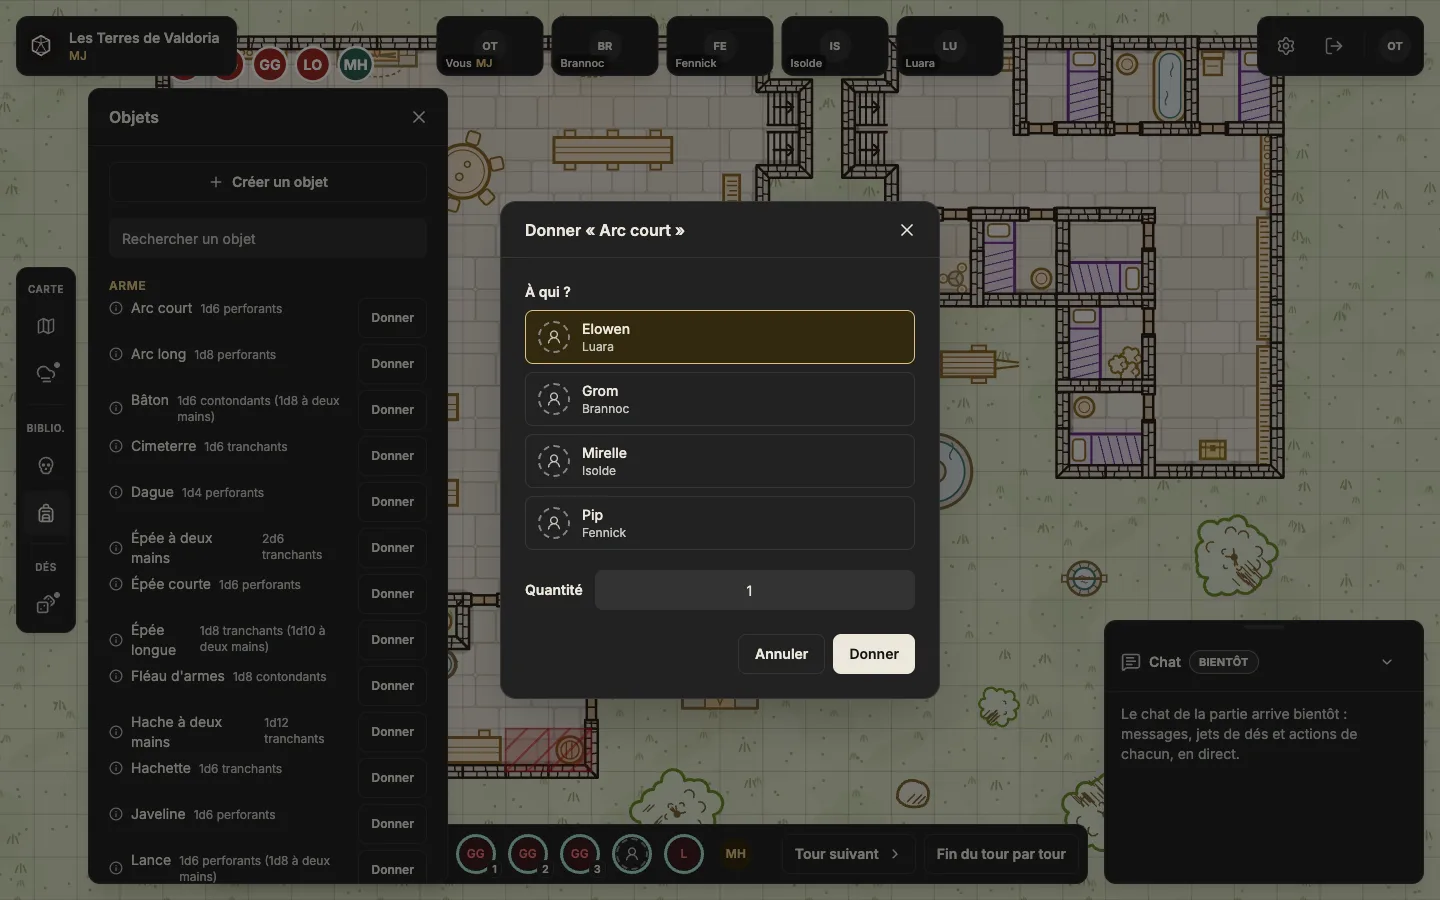 Les Terres de Valdoria
MJ
GG
LO
MH
OT
Vous MJ
BR
Brannoc
FE
Fennick
IS
Isolde
LU
Luara
OT
CARTE
BIBLIO.
DÉS
Objets
Créer un objet
Rechercher un objet
ARME
Arc court 1d6 perforants
Donner
Arc long 1d8 perforants
Donner
Bâton 1d6 contondants (1d8 à deux
mains)
Donner
Cimeterre 1d6 tranchants
Donner
Dague 1d4 perforants
Donner
Épée à deux 2d6
mains tranchants
Donner
Épée courte 1d6 perforants
Donner
Épée 1d8 tranchants (1d10 à
longue deux mains)
Donner
Fléau d'armes 1d8 contondants
Donner
Hache à deux 1d12
mains tranchants
Donner
Hachette 1d6 tranchants
Donner
Javeline 1d6 perforants
Donner
Lance 1d6 perforants (1d8 à deux
mains)
Donner
Donner « Arc court »
À qui ?
Elowen
Luara
Grom
Brannoc
Mirelle
Isolde
Pip
Fennick
Quantité 1
Annuler
Donner
GG 1
GG 2
GG 3
L
MH
Tour suivant
Fin du tour par tour
Chat BIENTÔT
Le chat de la partie arrive bientôt :
messages, jets de dés et actions de
chacun, en direct.